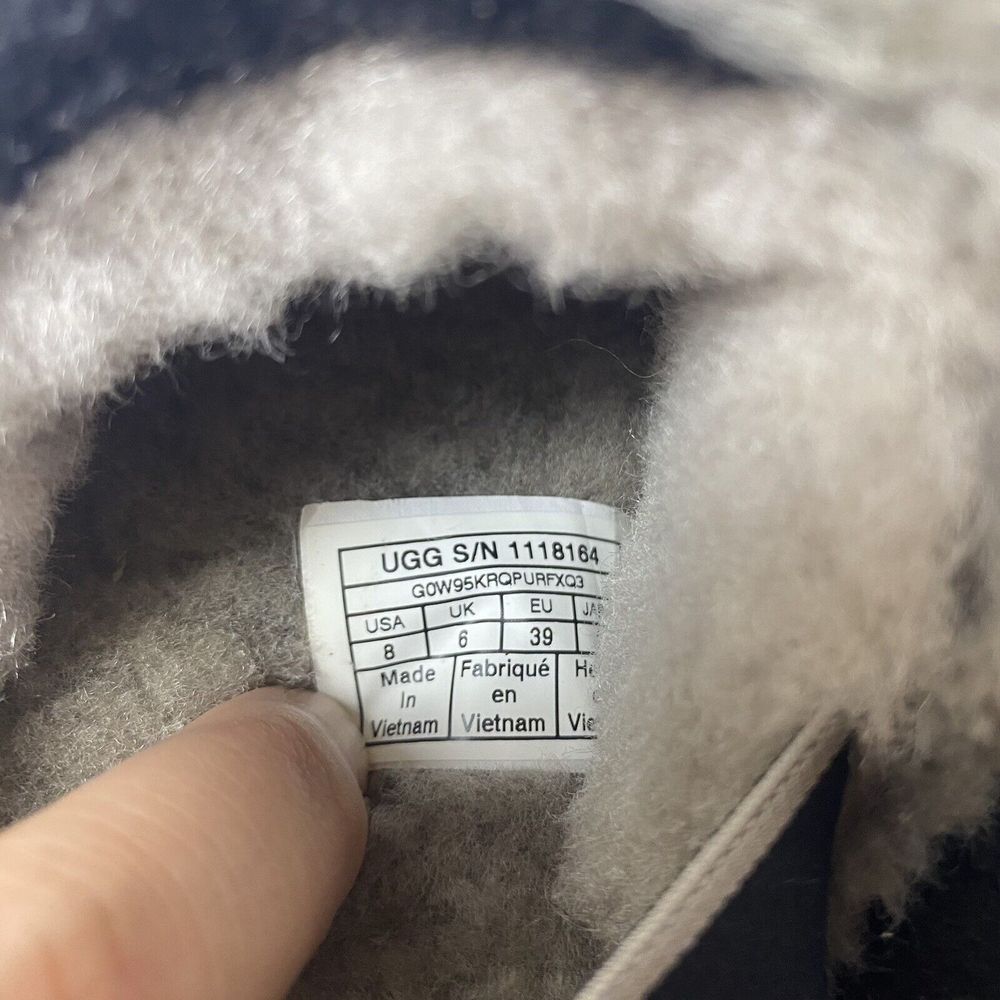 UGG S/N 1118164
G0W95KRQPURFXQ3
USA UK EU
8 6 39
Made Fabriqué
In en
Vietnam Vietnam